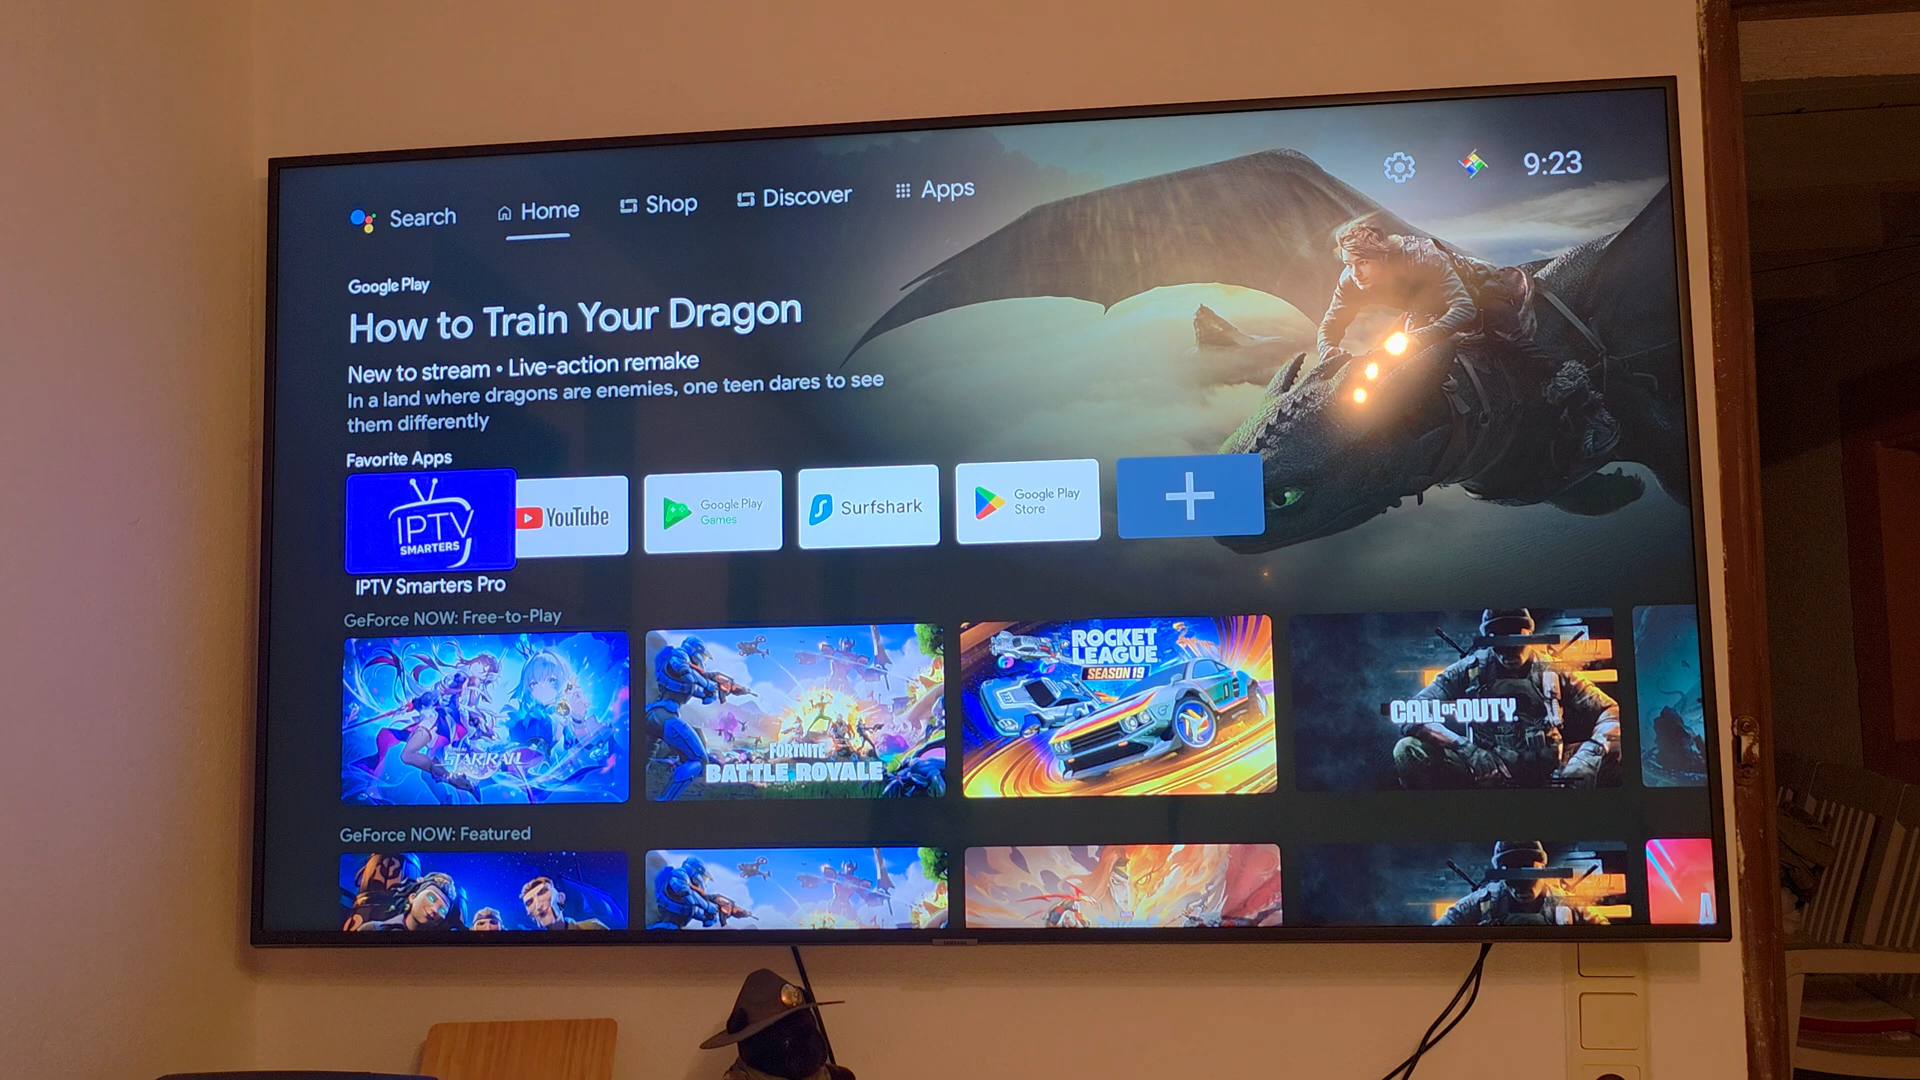 Search
Home
Shop
Discover
Apps
9:23
Google Play
How to Train Your Dragon
New to stream • Live-action remake
In a land where dragons are enemies, one teen dares to see
them differently
Favorite Apps
IPTV
SMARTERS
YouTube
Google Play
Games
Surfshark
Google Play
Store
IPTV Smarters Pro
GeForce NOW: Free-to-Play
STAR RAIL
FORTNITE
BATTLE ROYALE
ROCKET
LEAGUE
SEASON 19
CALL OF DUTY
GeForce NOW: Featured
SAMSUNG